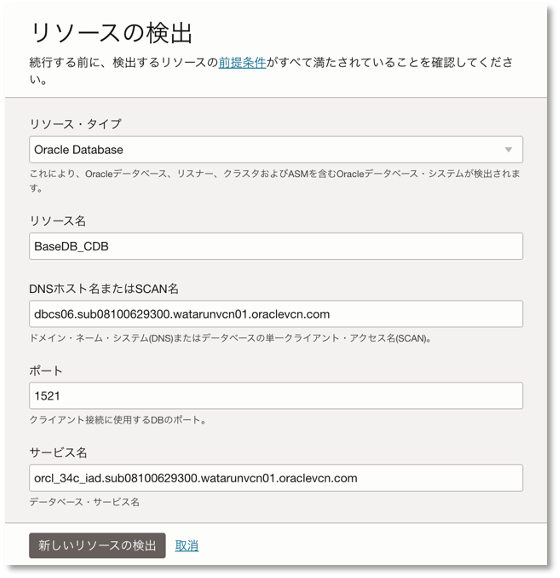 リソースの検出
続行する前に、検出するリソースの前提条件がすべて満たされていることを確認してくださ
い。
リソース・タイプ
Oracle Database
これにより、Oracleデータベース、リスナー、クラスタおよびASMを含むOracleデータベース・システムが検出されま
す。
リソース名
BaseDB_CDB
DNSホスト名またはSCAN名
dbcs06.sub08100629300.watarunvcn01.oraclevcn.com
ドメイン・ネーム・システム(DNS)またはデータベースの単一クライアント・アクセス名(SCAN)。
ポート
1521
クライアント接続に使用するDBのポート。
サービス名
orcl_34c_iad.sub08100629300.watarunvcn01.oraclevcn.com
データベース・サービス名
新しいリソースの検出 取消